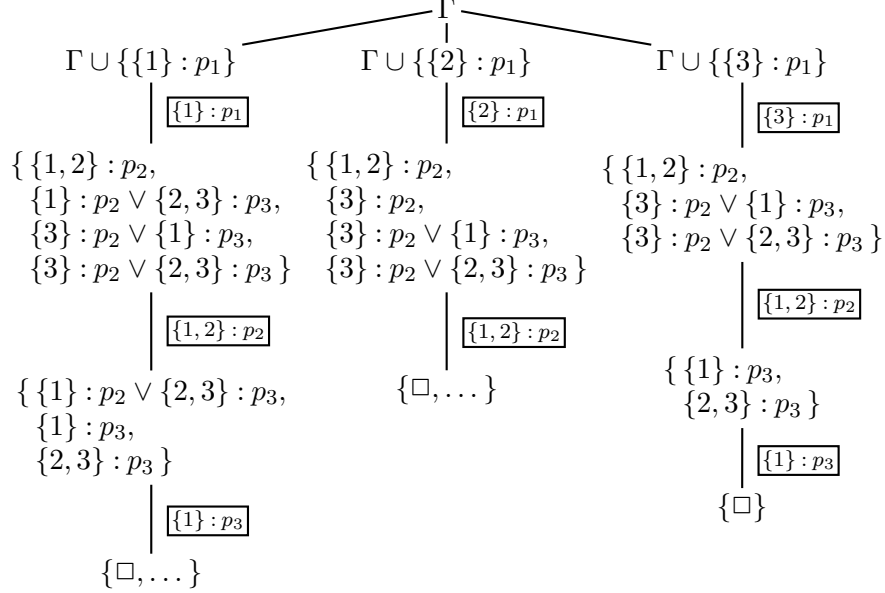 Γ
Γ ∪ {{1} : p₁}
Γ ∪ {{2} : p₁}
Γ ∪ {{3} : p₁}
{1} : p₁
{2} : p₁
{3} : p₁
{ {1, 2} : p₂,
{1} : p₂ ∨ {2, 3} : p₃,
{3} : p₂ ∨ {1} : p₃,
{3} : p₂ ∨ {2, 3} : p₃ }
{ {1, 2} : p₂,
{3} : p₂,
{3} : p₂ ∨ {1} : p₃,
{3} : p₂ ∨ {2, 3} : p₃ }
{ {1, 2} : p₂,
{3} : p₂ ∨ {1} : p₃,
{3} : p₂ ∨ {2, 3} : p₃ }
{1, 2} : p₂
{1, 2} : p₂
{1, 2} : p₂
{ {1} : p₂ ∨ {2, 3} : p₃,
{1} : p₃,
{2, 3} : p₃ }
{□, . . . }
{ {1} : p₃,
{2, 3} : p₃ }
{1} : p₃
{1} : p₃
{□, . . . }
{□}